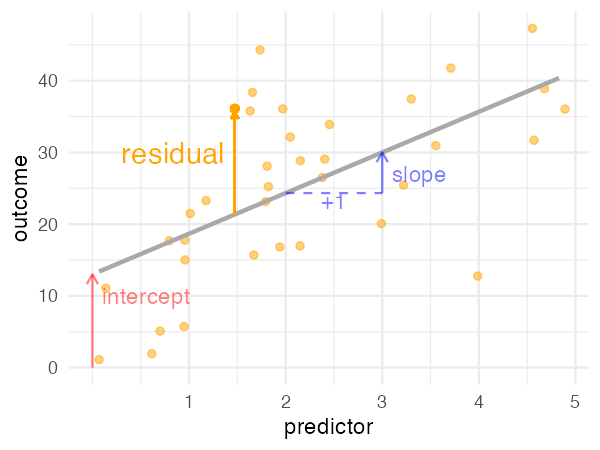 40
30
20
10
0
outcome
residual
slope
+1
intercept
1 2 3 4 5
predictor